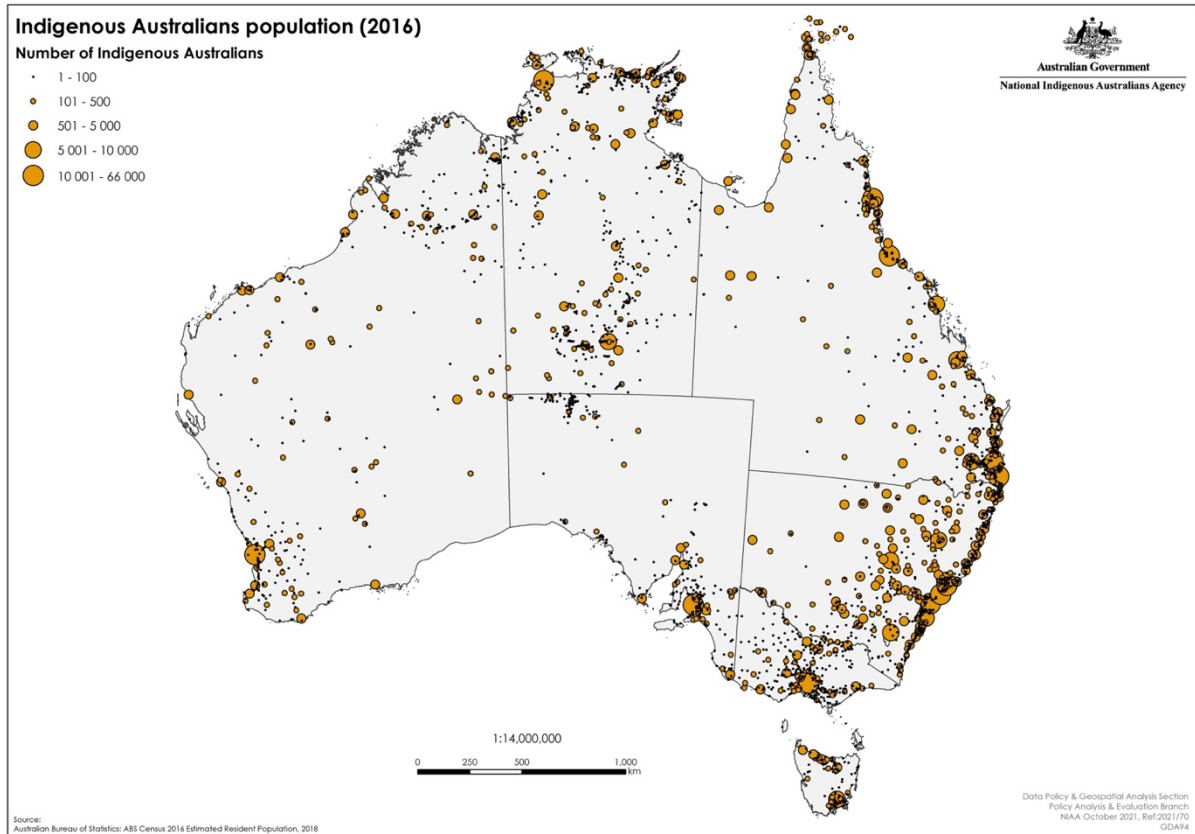 Indigenous Australians population (2016)
Number of Indigenous Australians
1 - 100
101 - 500
501 - 5 000
5 001 - 10 000
10 001 - 66 000
Australian Government
National Indigenous Australians Agency
1:14,000,000
0 250 500 1,000
km
Source:
Australian Bureau of Statistics: ABS Census 2016 Estimated Resident Population, 2018
Data Policy & Geospatial Analysis Section
Policy Analysis & Evaluation Branch
NIAA October 2021, Ref:2021/70
GDA94